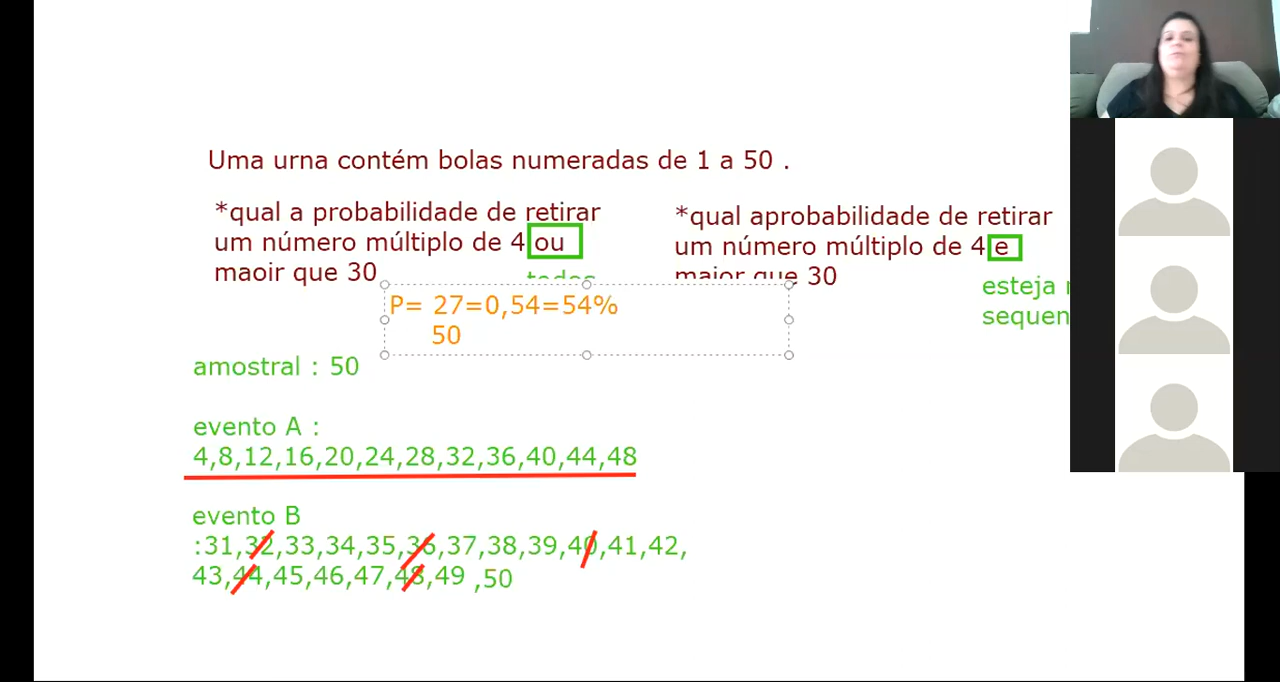 Uma urna contém bolas numeradas de 1 a 50 .
*qual a probabilidade de retirar
um número múltiplo de 4 ou
maoir que 30
todos
*qual aprobabilidade de retirar
um número múltiplo de 4 e
maior que 30
esteja
sequen
P= 27=0,54=54%
50
amostral : 50
evento A :
4,8,12,16,20,24,28,32,36,40,44,48
evento B
:31,32,33,34,35,36,37,38,39,40,41,42,
43,44,45,46,47,48,49 ,50